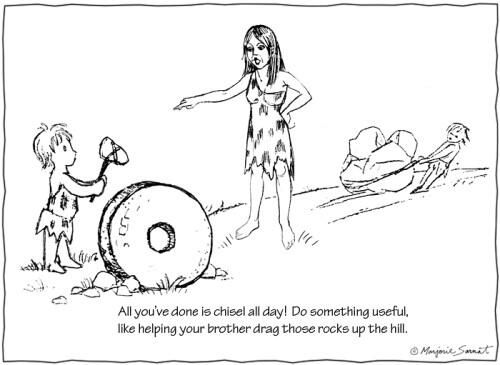 All you've done is chisel all day! Do something useful,
like helping your brother drag those rocks up the hill.
© Marjorie Sarnat